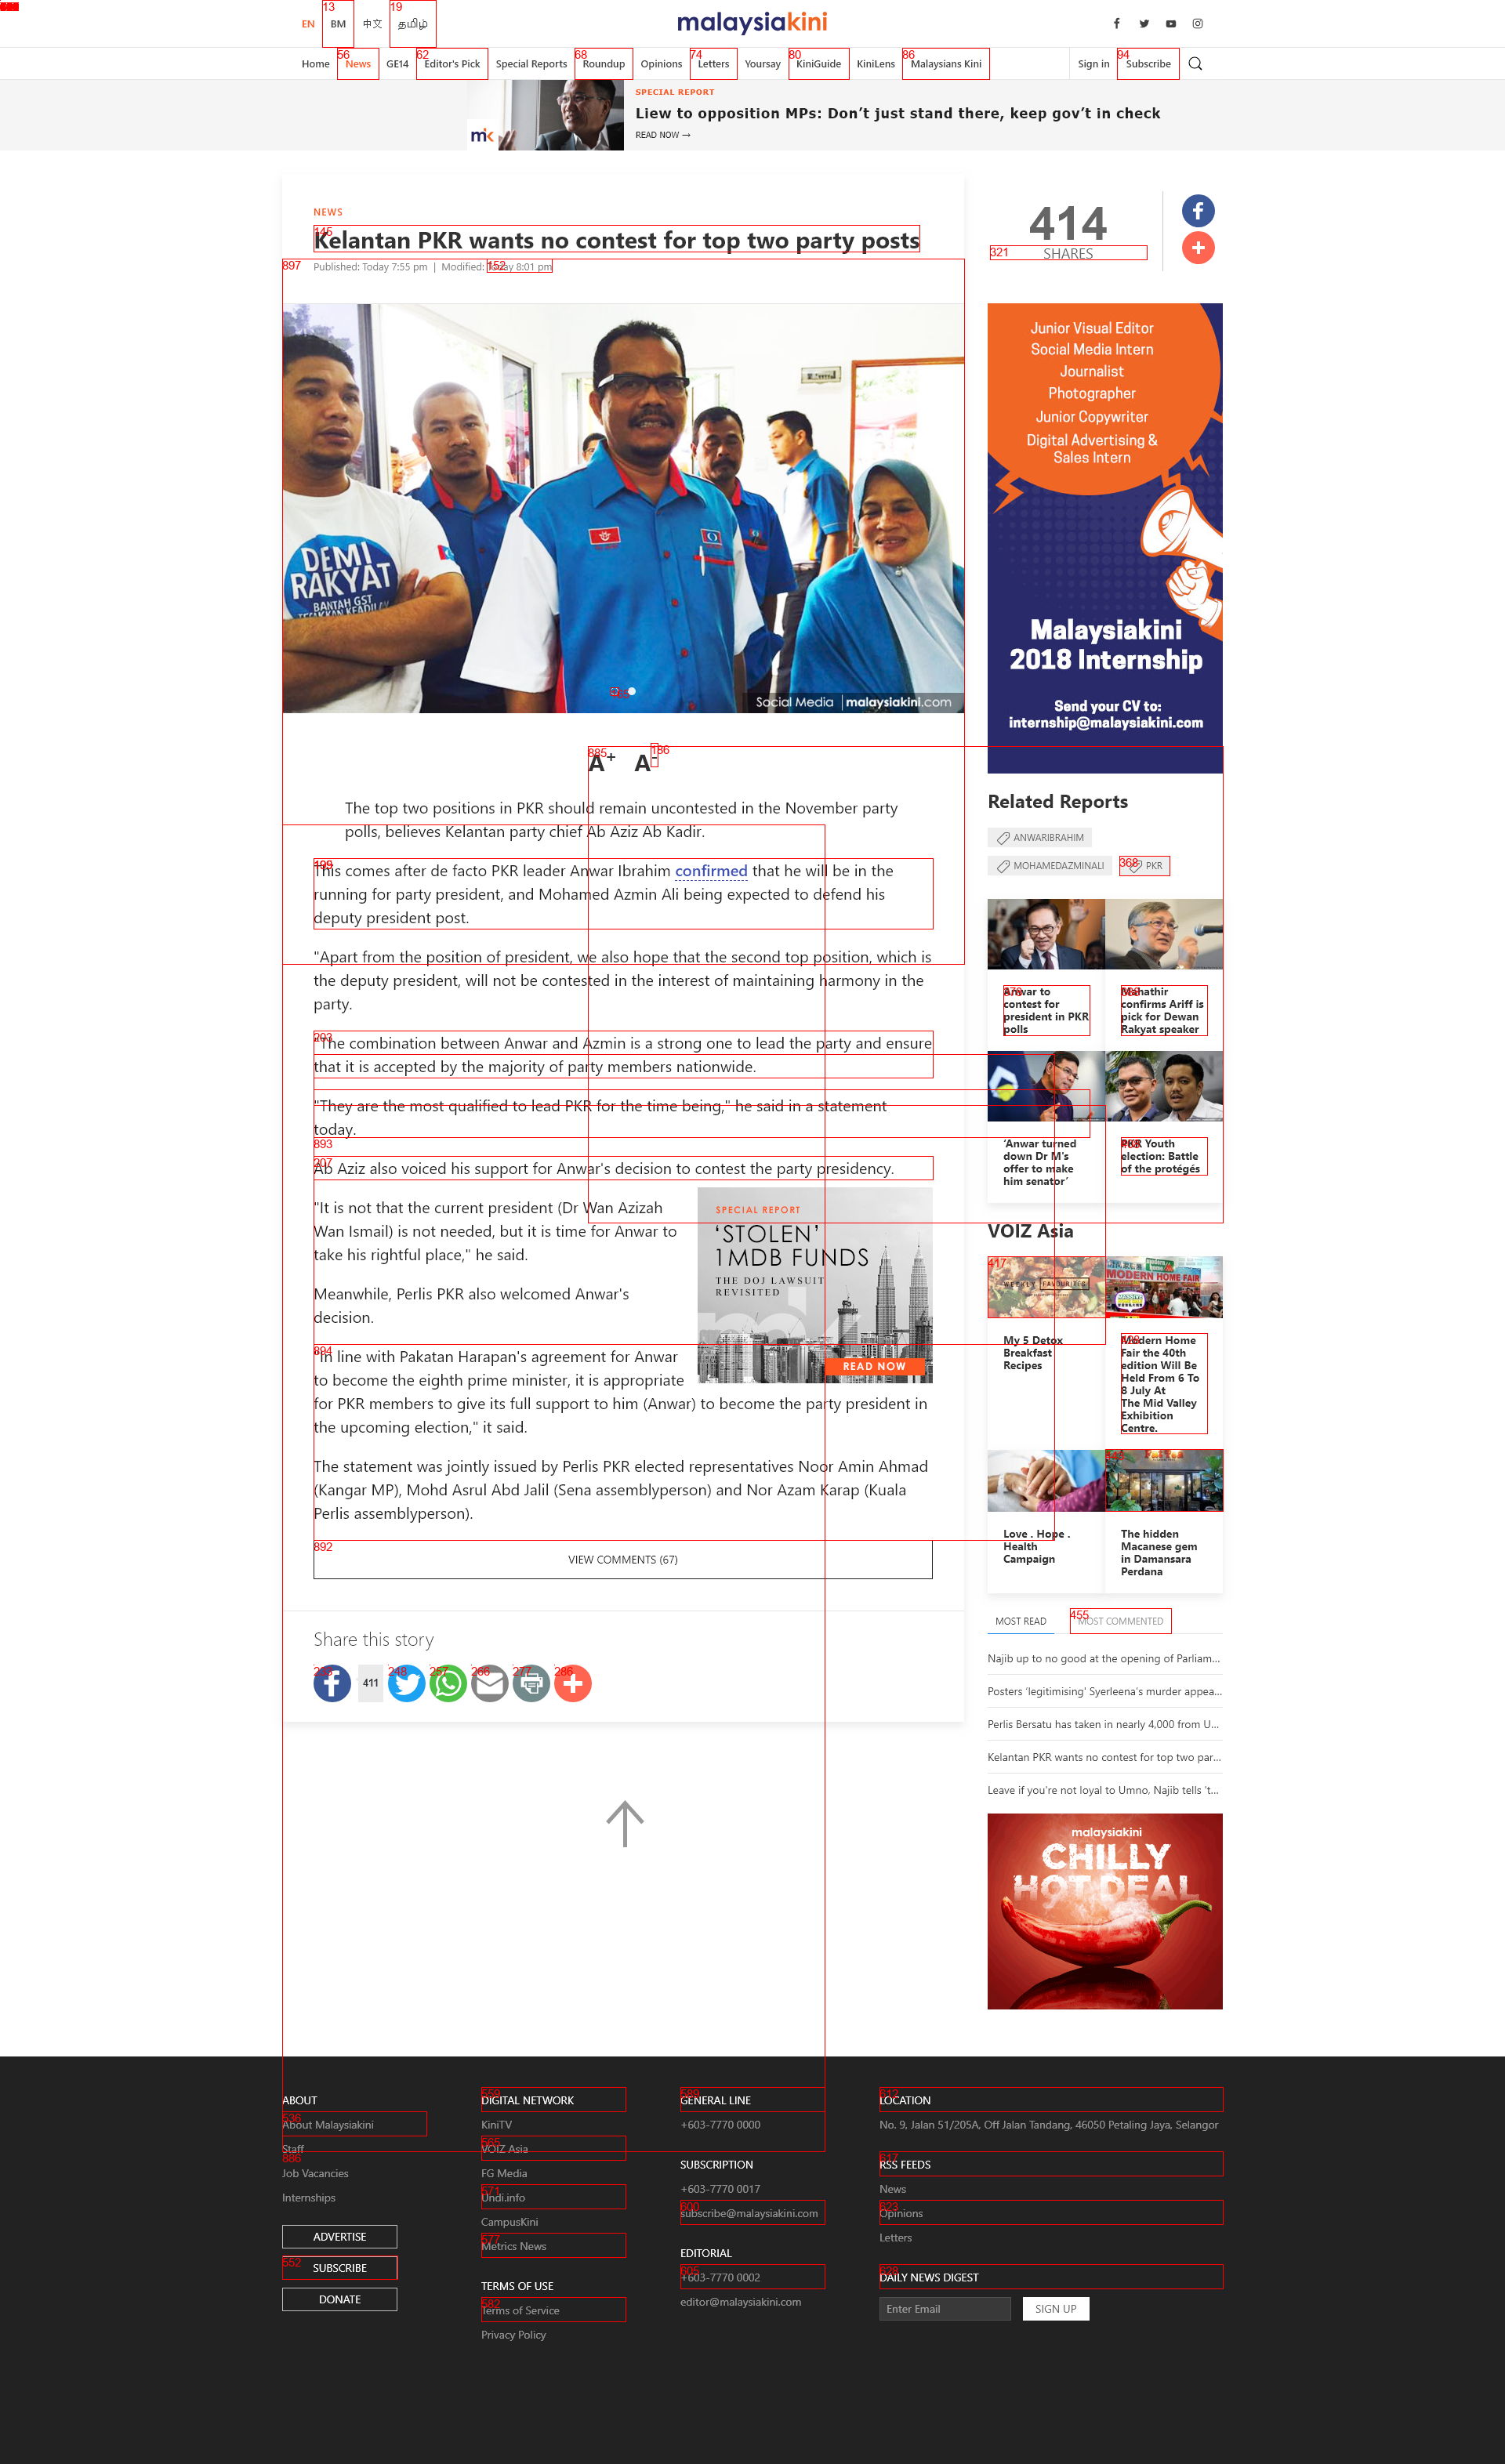 EN BM 中文 தமிழ்
malaysiakini
Home News GE14 Editor's Pick Special Reports Roundup Opinions Letters Yoursay KiniGuide KiniLens Malaysians Kini Sign in Subscribe
SPECIAL REPORT
Liew to opposition MPs: Don’t just stand there, keep gov’t in check
READ NOW →
NEWS
Kelantan PKR wants no contest for top two party posts
Published: Today 7:55 pm | Modified: Today 8:01 pm
DEMI
RAKYAT
BANTAH GST
Social Media | malaysiakini.com
A+ A-
The top two positions in PKR should remain uncontested in the November party
polls, believes Kelantan party chief Ab Aziz Ab Kadir.
This comes after de facto PKR leader Anwar Ibrahim confirmed that he will be in the
running for party president, and Mohamed Azmin Ali being expected to defend his
deputy president post.
"Apart from the position of president, we also hope that the second top position, which is
the deputy president, will not be contested in the interest of maintaining harmony in the
party.
"The combination between Anwar and Azmin is a strong one to lead the party and ensure
that it is accepted by the majority of party members nationwide.
"They are the most qualified to lead PKR for the time being," he said in a statement
today.
Ab Aziz also voiced his support for Anwar's decision to contest the party presidency.
"It is not that the current president (Dr Wan Azizah
Wan Ismail) is not needed, but it is time for Anwar to
take his rightful place," he said.
Meanwhile, Perlis PKR also welcomed Anwar's
decision.
"In line with Pakatan Harapan's agreement for Anwar
to become the eighth prime minister, it is appropriate
for PKR members to give its full support to him (Anwar) to become the party president in
the upcoming election," it said.
The statement was jointly issued by Perlis PKR elected representatives Noor Amin Ahmad
(Kangar MP), Mohd Asrul Abd Jalil (Sena assemblyperson) and Nor Azam Karap (Kuala
Perlis assemblyperson).
SPECIAL REPORT
‘STOLEN’
1MDB FUNDS
THE DOJ LAWSUIT
REVISITED
READ NOW
VIEW COMMENTS (67)
Share this story
411
414
SHARES
Junior Visual Editor
Social Media Intern
Journalist
Photographer
Junior Copywriter
Digital Advertising &
Sales Intern
Malaysiakini
2018 Internship
Send your CV to:
internship@malaysiakini.com
Related Reports
ANWARIBRAHIM
MOHAMEDAZMINALI PKR
Anwar to
contest for
president in PKR
polls
Mahathir
confirms Ariff is
pick for Dewan
Rakyat speaker
‘Anwar turned
down Dr M's
offer to make
him senator’
PKR Youth
election: Battle
of the protégés
VOIZ Asia
WEEKLY FAVOURITES
MODERN HOME FAIR
My 5 Detox
Breakfast
Recipes
Modern Home
Fair the 40th
edition Will Be
Held From 6 To
8 July At
The Mid Valley
Exhibition
Centre.
Love . Hope .
Health
Campaign
The hidden
Macanese gem
in Damansara
Perdana
MOST READ MOST COMMENTED
Najib up to no good at the opening of Parliam...
Posters ‘legitimising’ Syerleena’s murder appea...
Perlis Bersatu has taken in nearly 4,000 from U...
Kelantan PKR wants no contest for top two par...
Leave if you're not loyal to Umno, Najib tells 't...
malaysiakini
CHILLY
HOT DEAL
ABOUT
About Malaysiakini
Staff
Job Vacancies
Internships
ADVERTISE
SUBSCRIBE
DONATE
DIGITAL NETWORK
KiniTV
VOIZ Asia
FG Media
Undi.info
CampusKini
Metrics News
TERMS OF USE
Terms of Service
Privacy Policy
GENERAL LINE
+603-7770 0000
SUBSCRIPTION
+603-7770 0017
subscribe@malaysiakini.com
EDITORIAL
+603-7770 0002
editor@malaysiakini.com
LOCATION
No. 9, Jalan 51/205A, Off Jalan Tandang, 46050 Petaling Jaya, Selangor
RSS FEEDS
News
Opinions
Letters
DAILY NEWS DIGEST
Enter Email SIGN UP